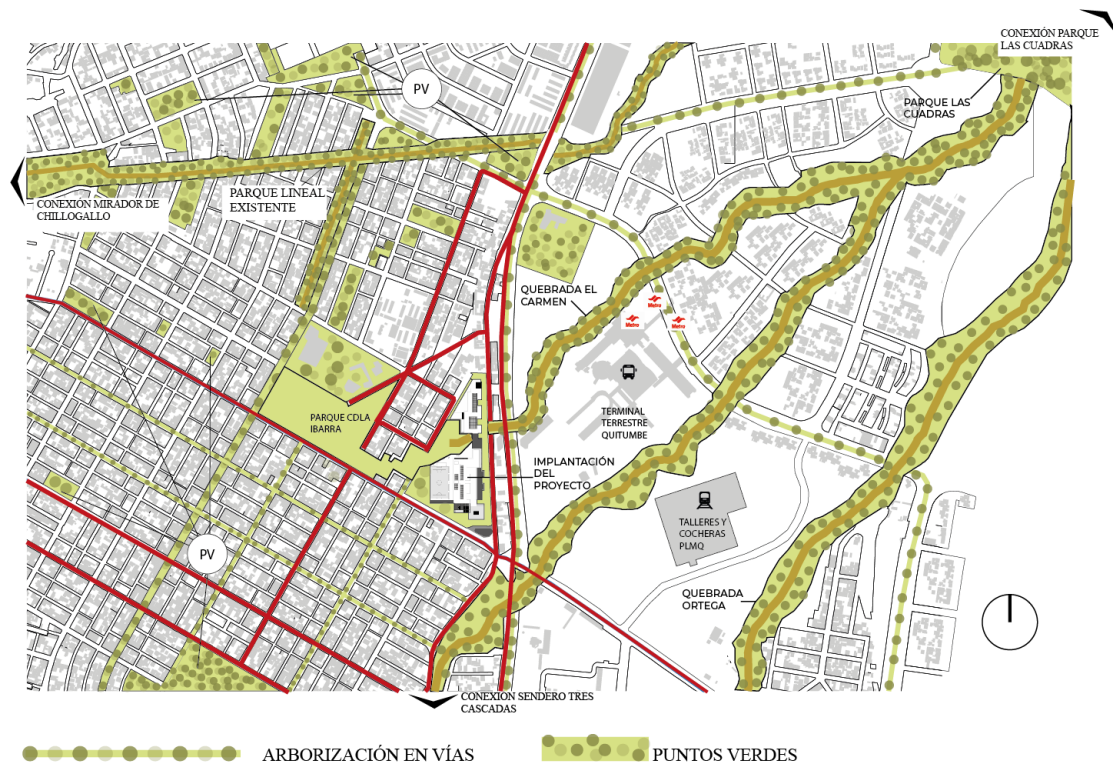 CONEXIÓN PARQUE
LAS CUADRAS
PV
PARQUE LAS
CUADRAS
CONEXIÓN MIRADOR DE
CHILLOGALLO
PARQUE LINEAL
EXISTENTE
QUEBRADA EL
CARMEN
Metro
Metro
Metro
PARQUE CDLA
IBARRA
TERMINAL
TERRESTRE
QUITUMBE
IMPLANTACIÓN
DEL
PROYECTO
TALLERES Y
COCHERAS
PLMQ
PV
QUEBRADA
ORTEGA
CONEXIÓN SENDERO TRES
CASCADAS
ARBORIZACIÓN EN VÍAS
PUNTOS VERDES